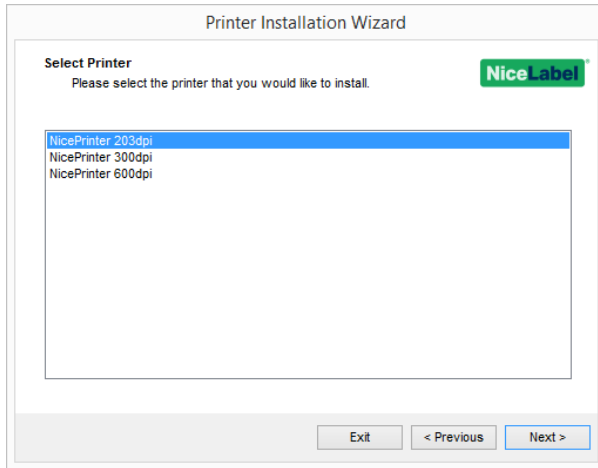 Printer Installation Wizard
Select Printer
Please select the printer that you would like to install.
NiceLabel®
NicePrinter 203dpi
NicePrinter 300dpi
NicePrinter 600dpi
Exit
< Previous
Next >